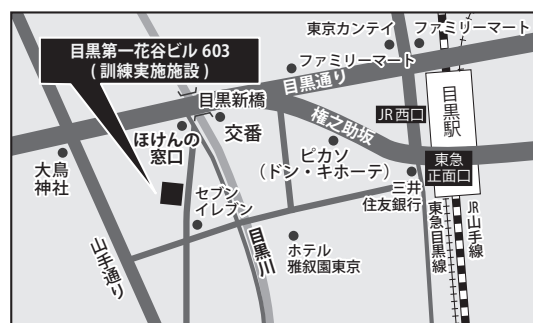 目黒第一花谷ビル 603
( 訓練実施施設 )
東京カンテイ
ファミリーマート
ファミリーマート
目黒通り
目黒新橋
権之助坂
JR 西口
目黒駅
ほけんの
窓口
交番
大鳥
神社
ピカソ
(ドン・キホーテ)
東急
正面口
セブン
イレブン
三井
住友銀行
山手通り
目黒川
ホテル
雅叙園東京
東急目黒線
JR山手線